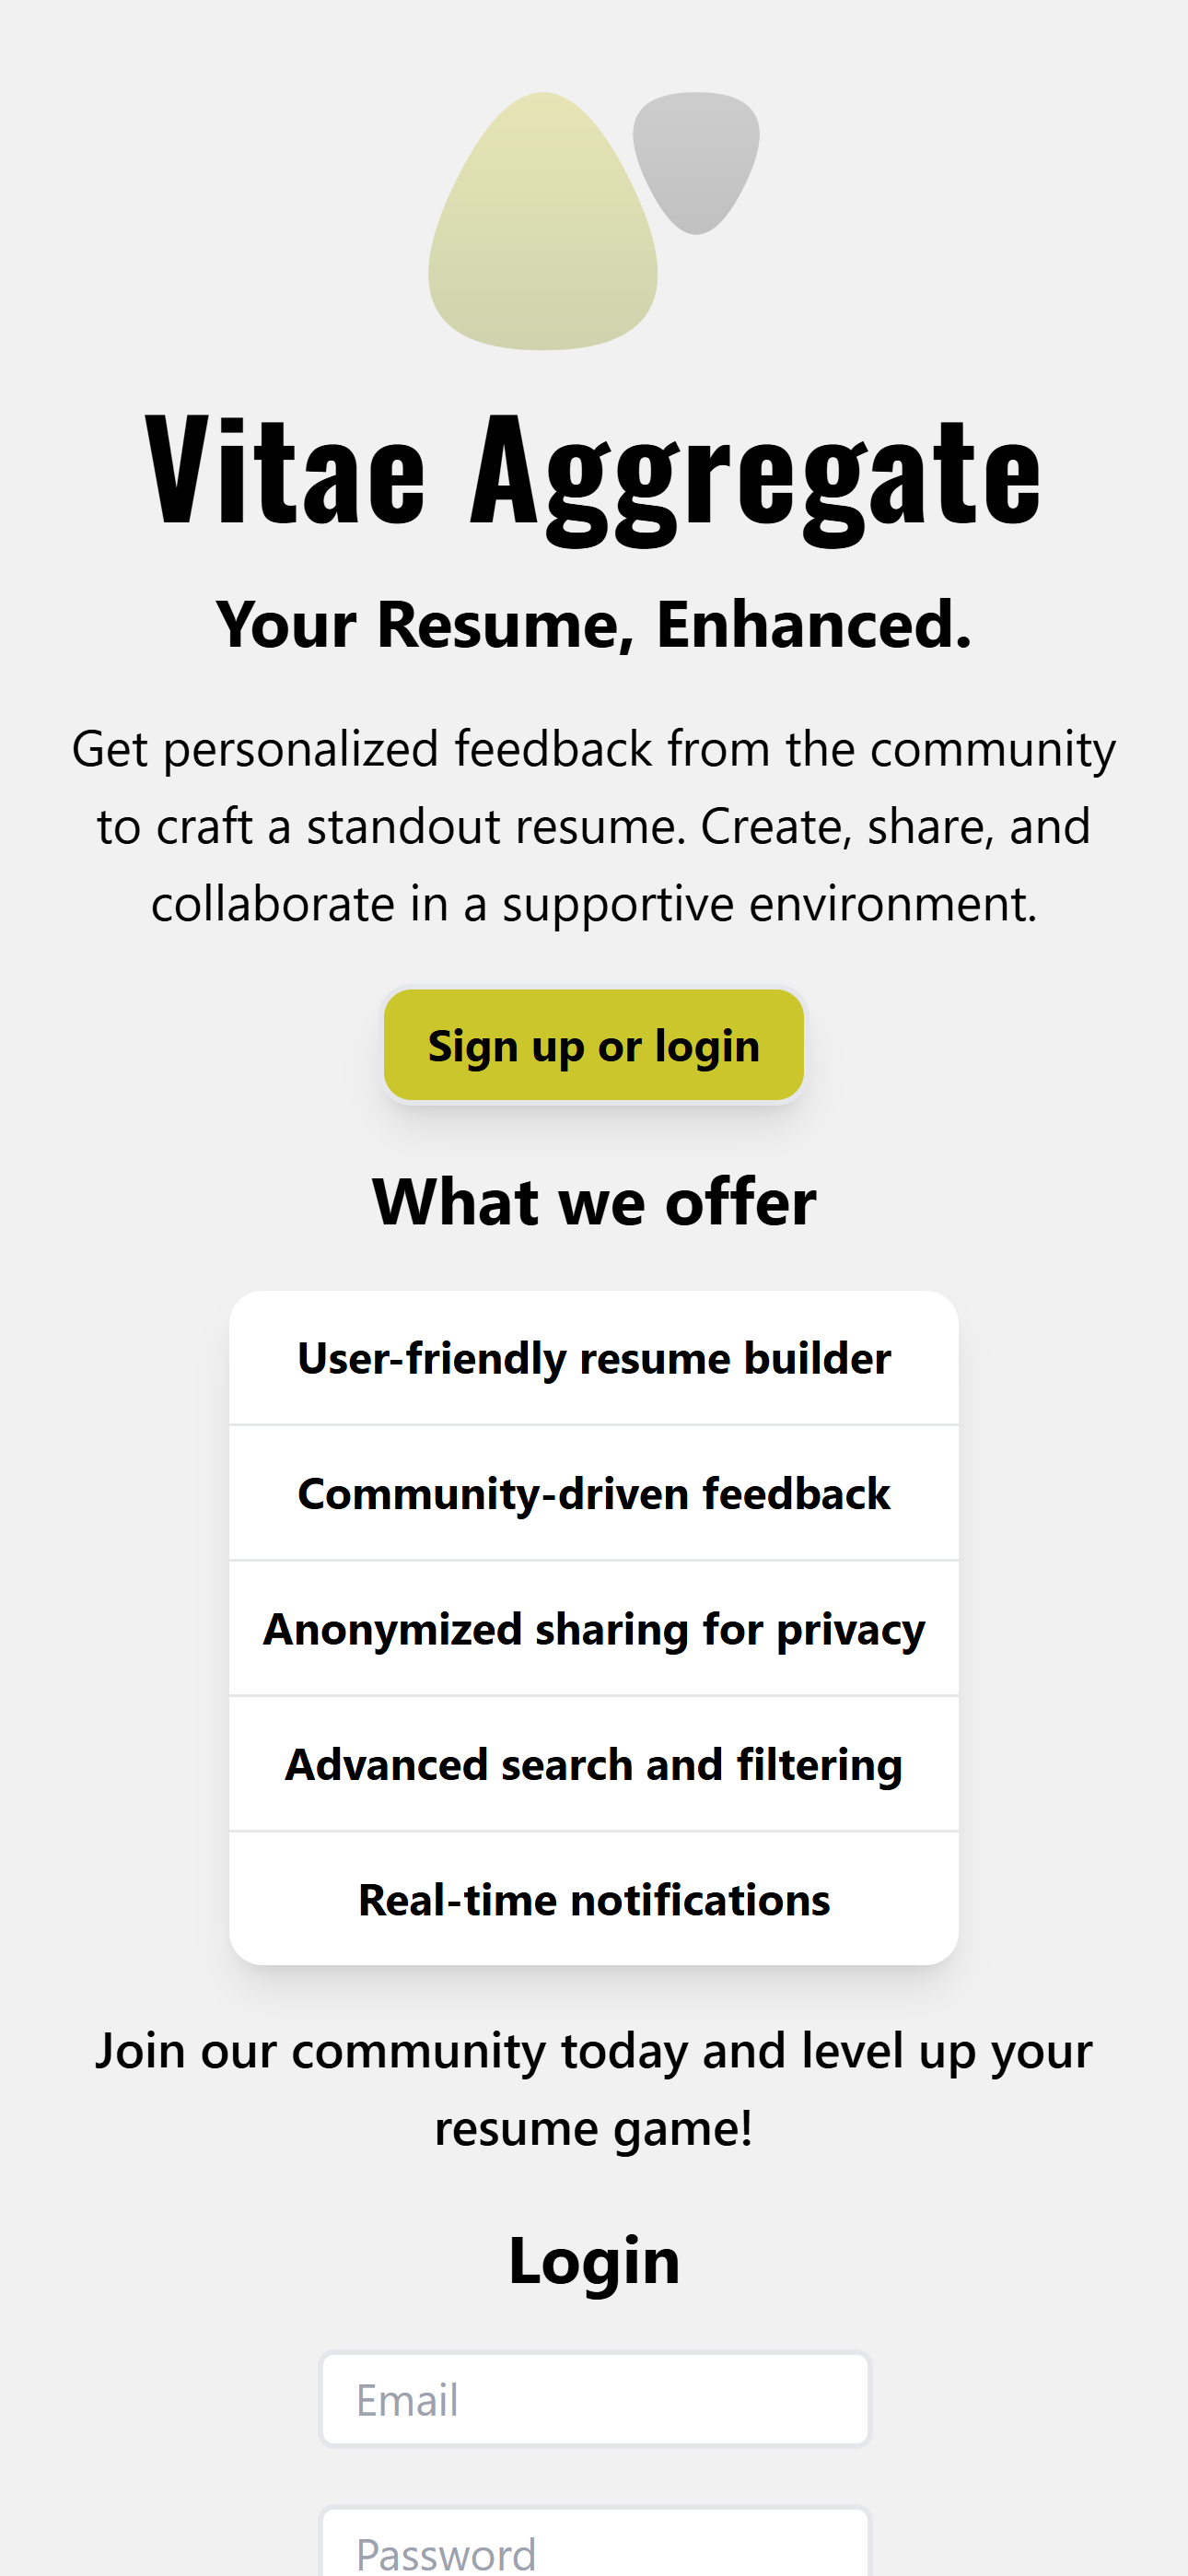 Vitae Aggregate
Your Resume, Enhanced.
Get personalized feedback from the community
to craft a standout resume. Create, share, and
collaborate in a supportive environment.
Sign up or login
What we offer
User-friendly resume builder
Community-driven feedback
Anonymized sharing for privacy
Advanced search and filtering
Real-time notifications
Join our community today and level up your
resume game!
Login
Email
Password